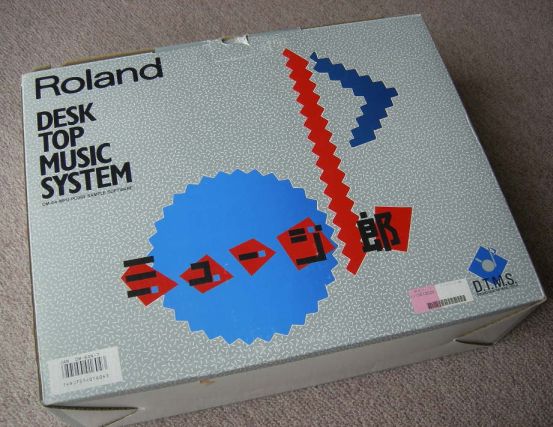 Roland
DESK
TOP
MUSIC
SYSTEM
ミュージ郎
D.T.M.S.